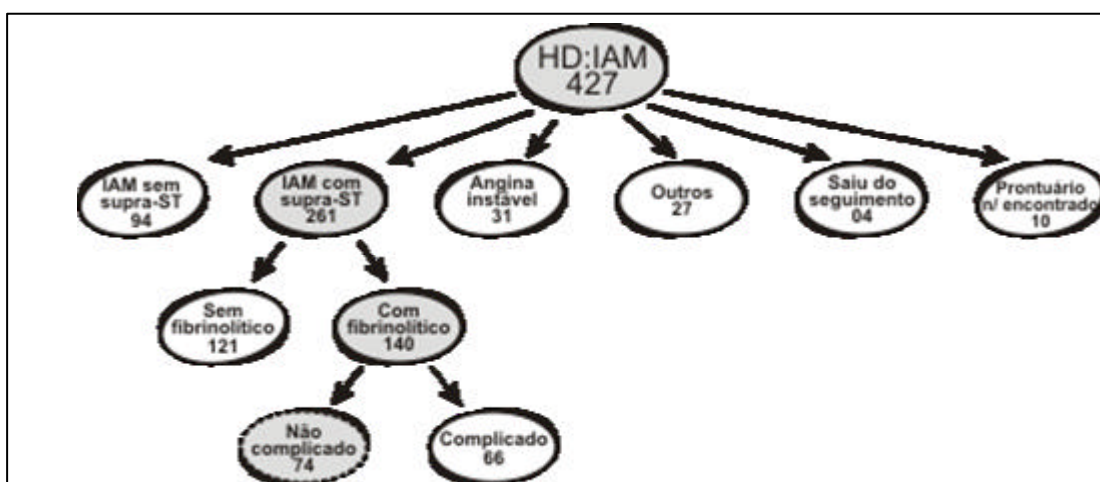 HD:IAM
427
IAM sem
supra-ST
94
IAM com
supra-ST
261
Angina
instável
31
Outros
27
Saiu do
seguimento
04
Prontuário
n/ encontrado
10
Sem
fibrinolítico
121
Com
fibrinolítico
140
Não
complicado
74
Complicado
66